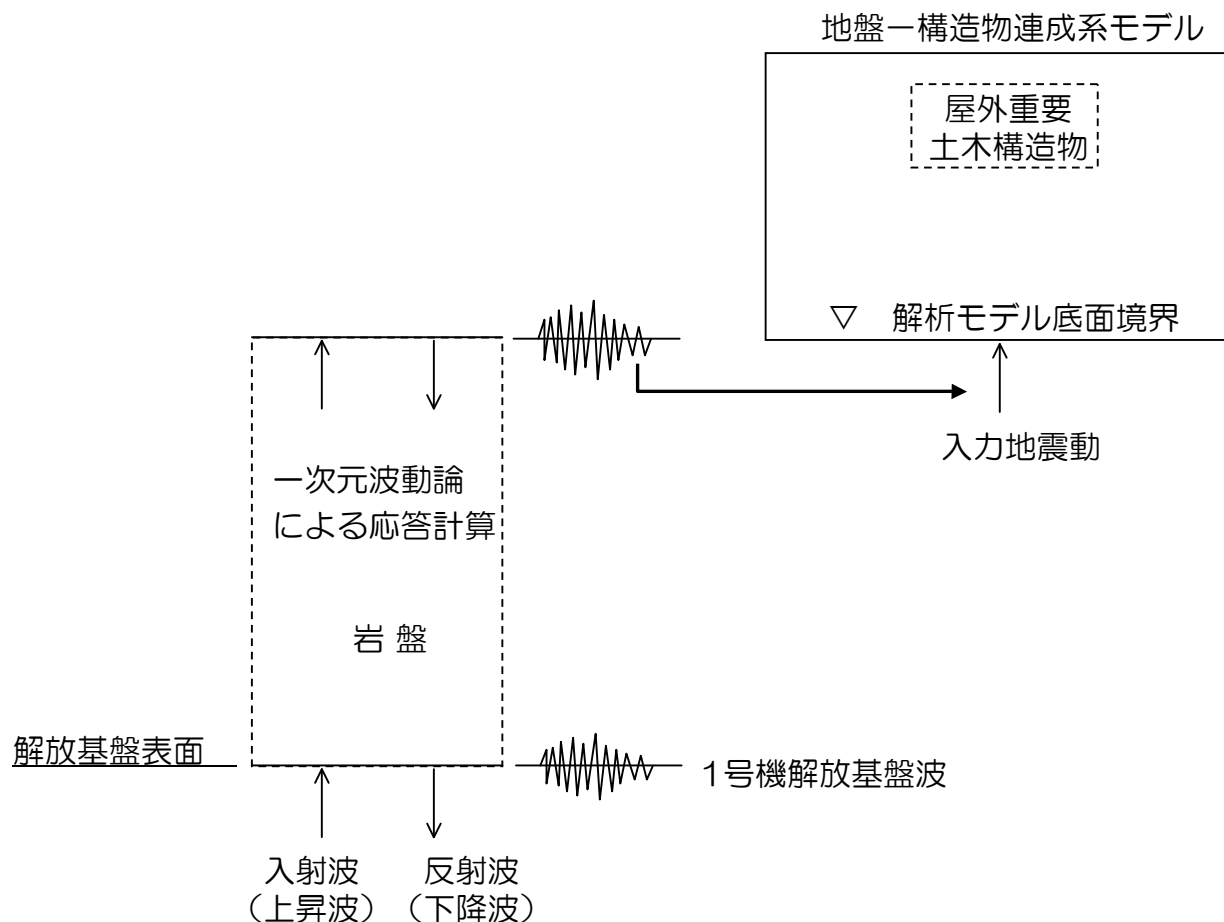 地盤ー構造物連成系モデル
屋外重要
土木構造物
▽ 解析モデル底面境界
入力地震動
一次元波動論
による応答計算
岩 盤
解放基盤表面
1号機解放基盤波
入射波
（上昇波）
反射波
（下降波）